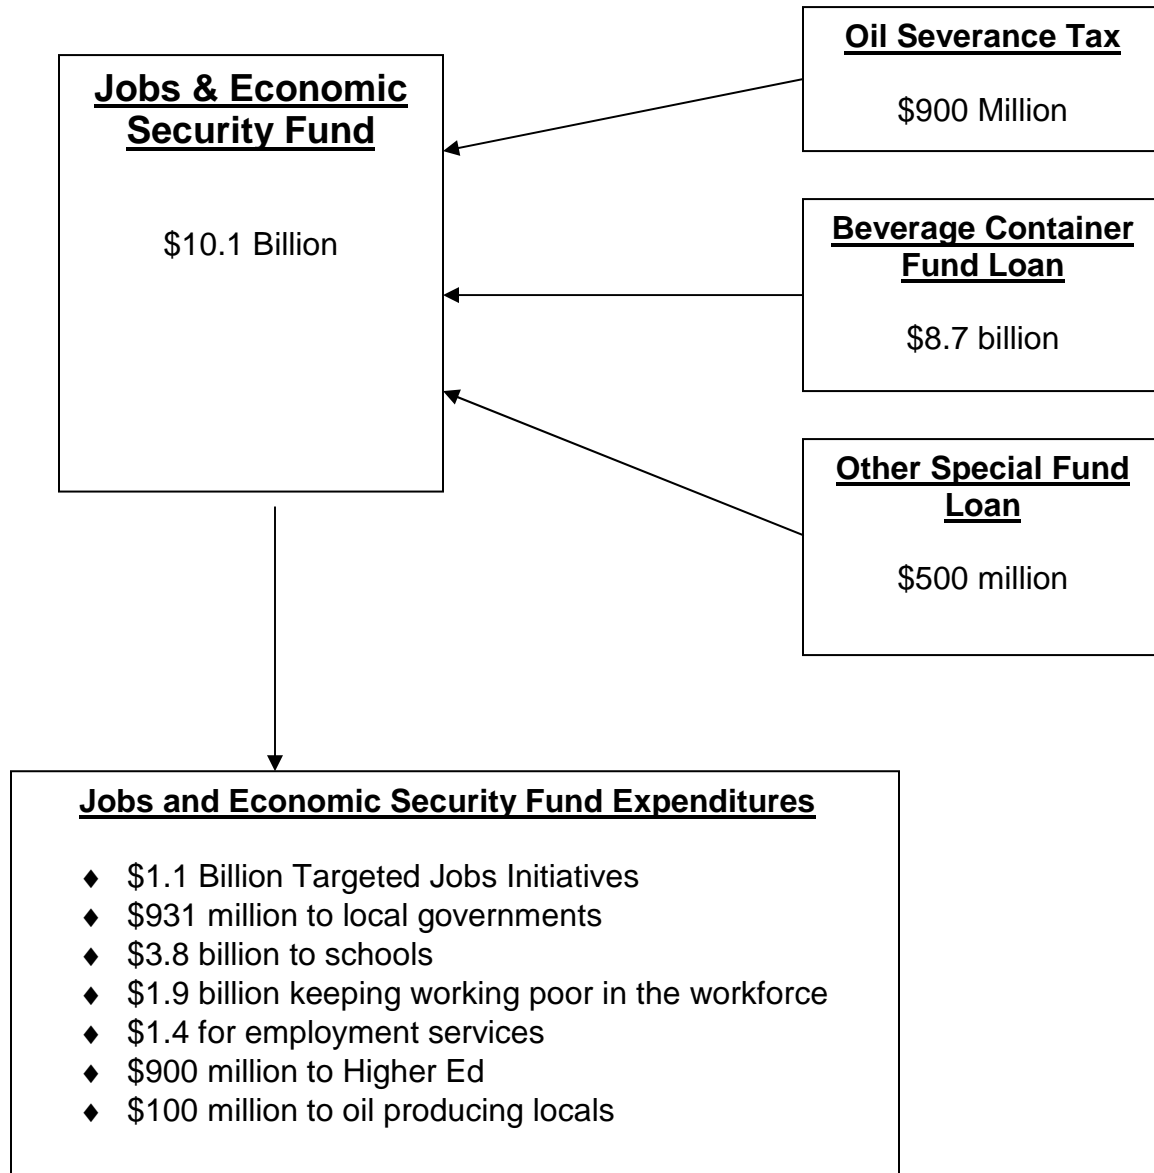 Jobs & Economic
Security Fund
$10.1 Billion
Oil Severance Tax
$900 Million
Beverage Container
Fund Loan
$8.7 billion
Other Special Fund
Loan
$500 million
Jobs and Economic Security Fund Expenditures
♦ $1.1 Billion Targeted Jobs Initiatives
♦ $931 million to local governments
♦ $3.8 billion to schools
♦ $1.9 billion keeping working poor in the workforce
♦ $1.4 for employment services
♦ $900 million to Higher Ed
♦ $100 million to oil producing locals